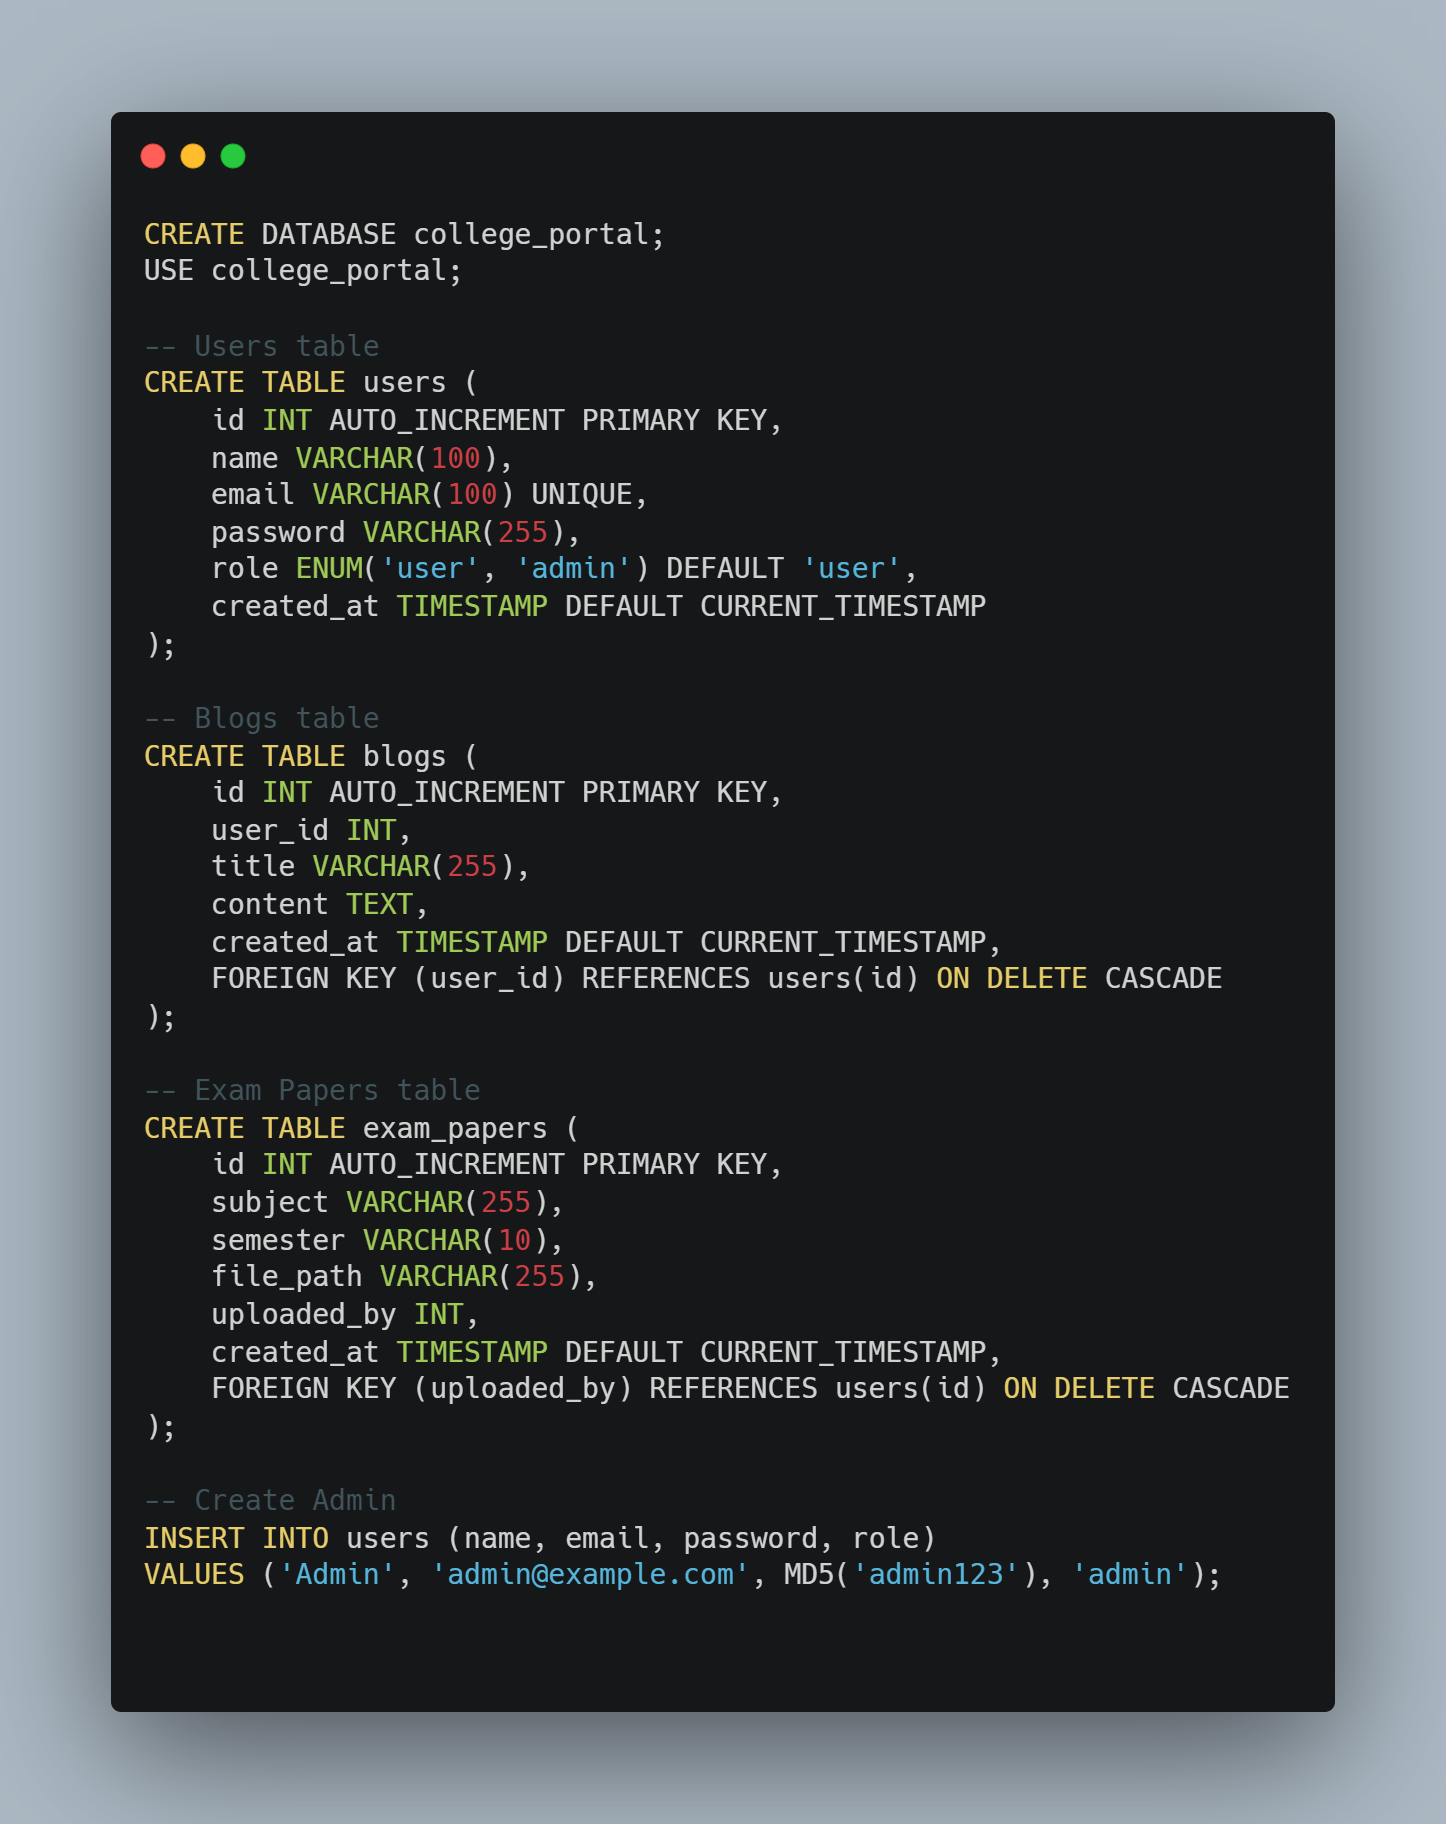 CREATE DATABASE college_portal;
USE college_portal;

-- Users table
CREATE TABLE users (
    id INT AUTO_INCREMENT PRIMARY KEY,
    name VARCHAR(100),
    email VARCHAR(100) UNIQUE,
    password VARCHAR(255),
    role ENUM('user', 'admin') DEFAULT 'user',
    created_at TIMESTAMP DEFAULT CURRENT_TIMESTAMP
);

-- Blogs table
CREATE TABLE blogs (
    id INT AUTO_INCREMENT PRIMARY KEY,
    user_id INT,
    title VARCHAR(255),
    content TEXT,
    created_at TIMESTAMP DEFAULT CURRENT_TIMESTAMP,
    FOREIGN KEY (user_id) REFERENCES users(id) ON DELETE CASCADE
);

-- Exam Papers table
CREATE TABLE exam_papers (
    id INT AUTO_INCREMENT PRIMARY KEY,
    subject VARCHAR(255),
    semester VARCHAR(10),
    file_path VARCHAR(255),
    uploaded_by INT,
    created_at TIMESTAMP DEFAULT CURRENT_TIMESTAMP,
    FOREIGN KEY (uploaded_by) REFERENCES users(id) ON DELETE CASCADE
);

-- Create Admin
INSERT INTO users (name, email, password, role)
VALUES ('Admin', 'admin@example.com', MD5('admin123'), 'admin');